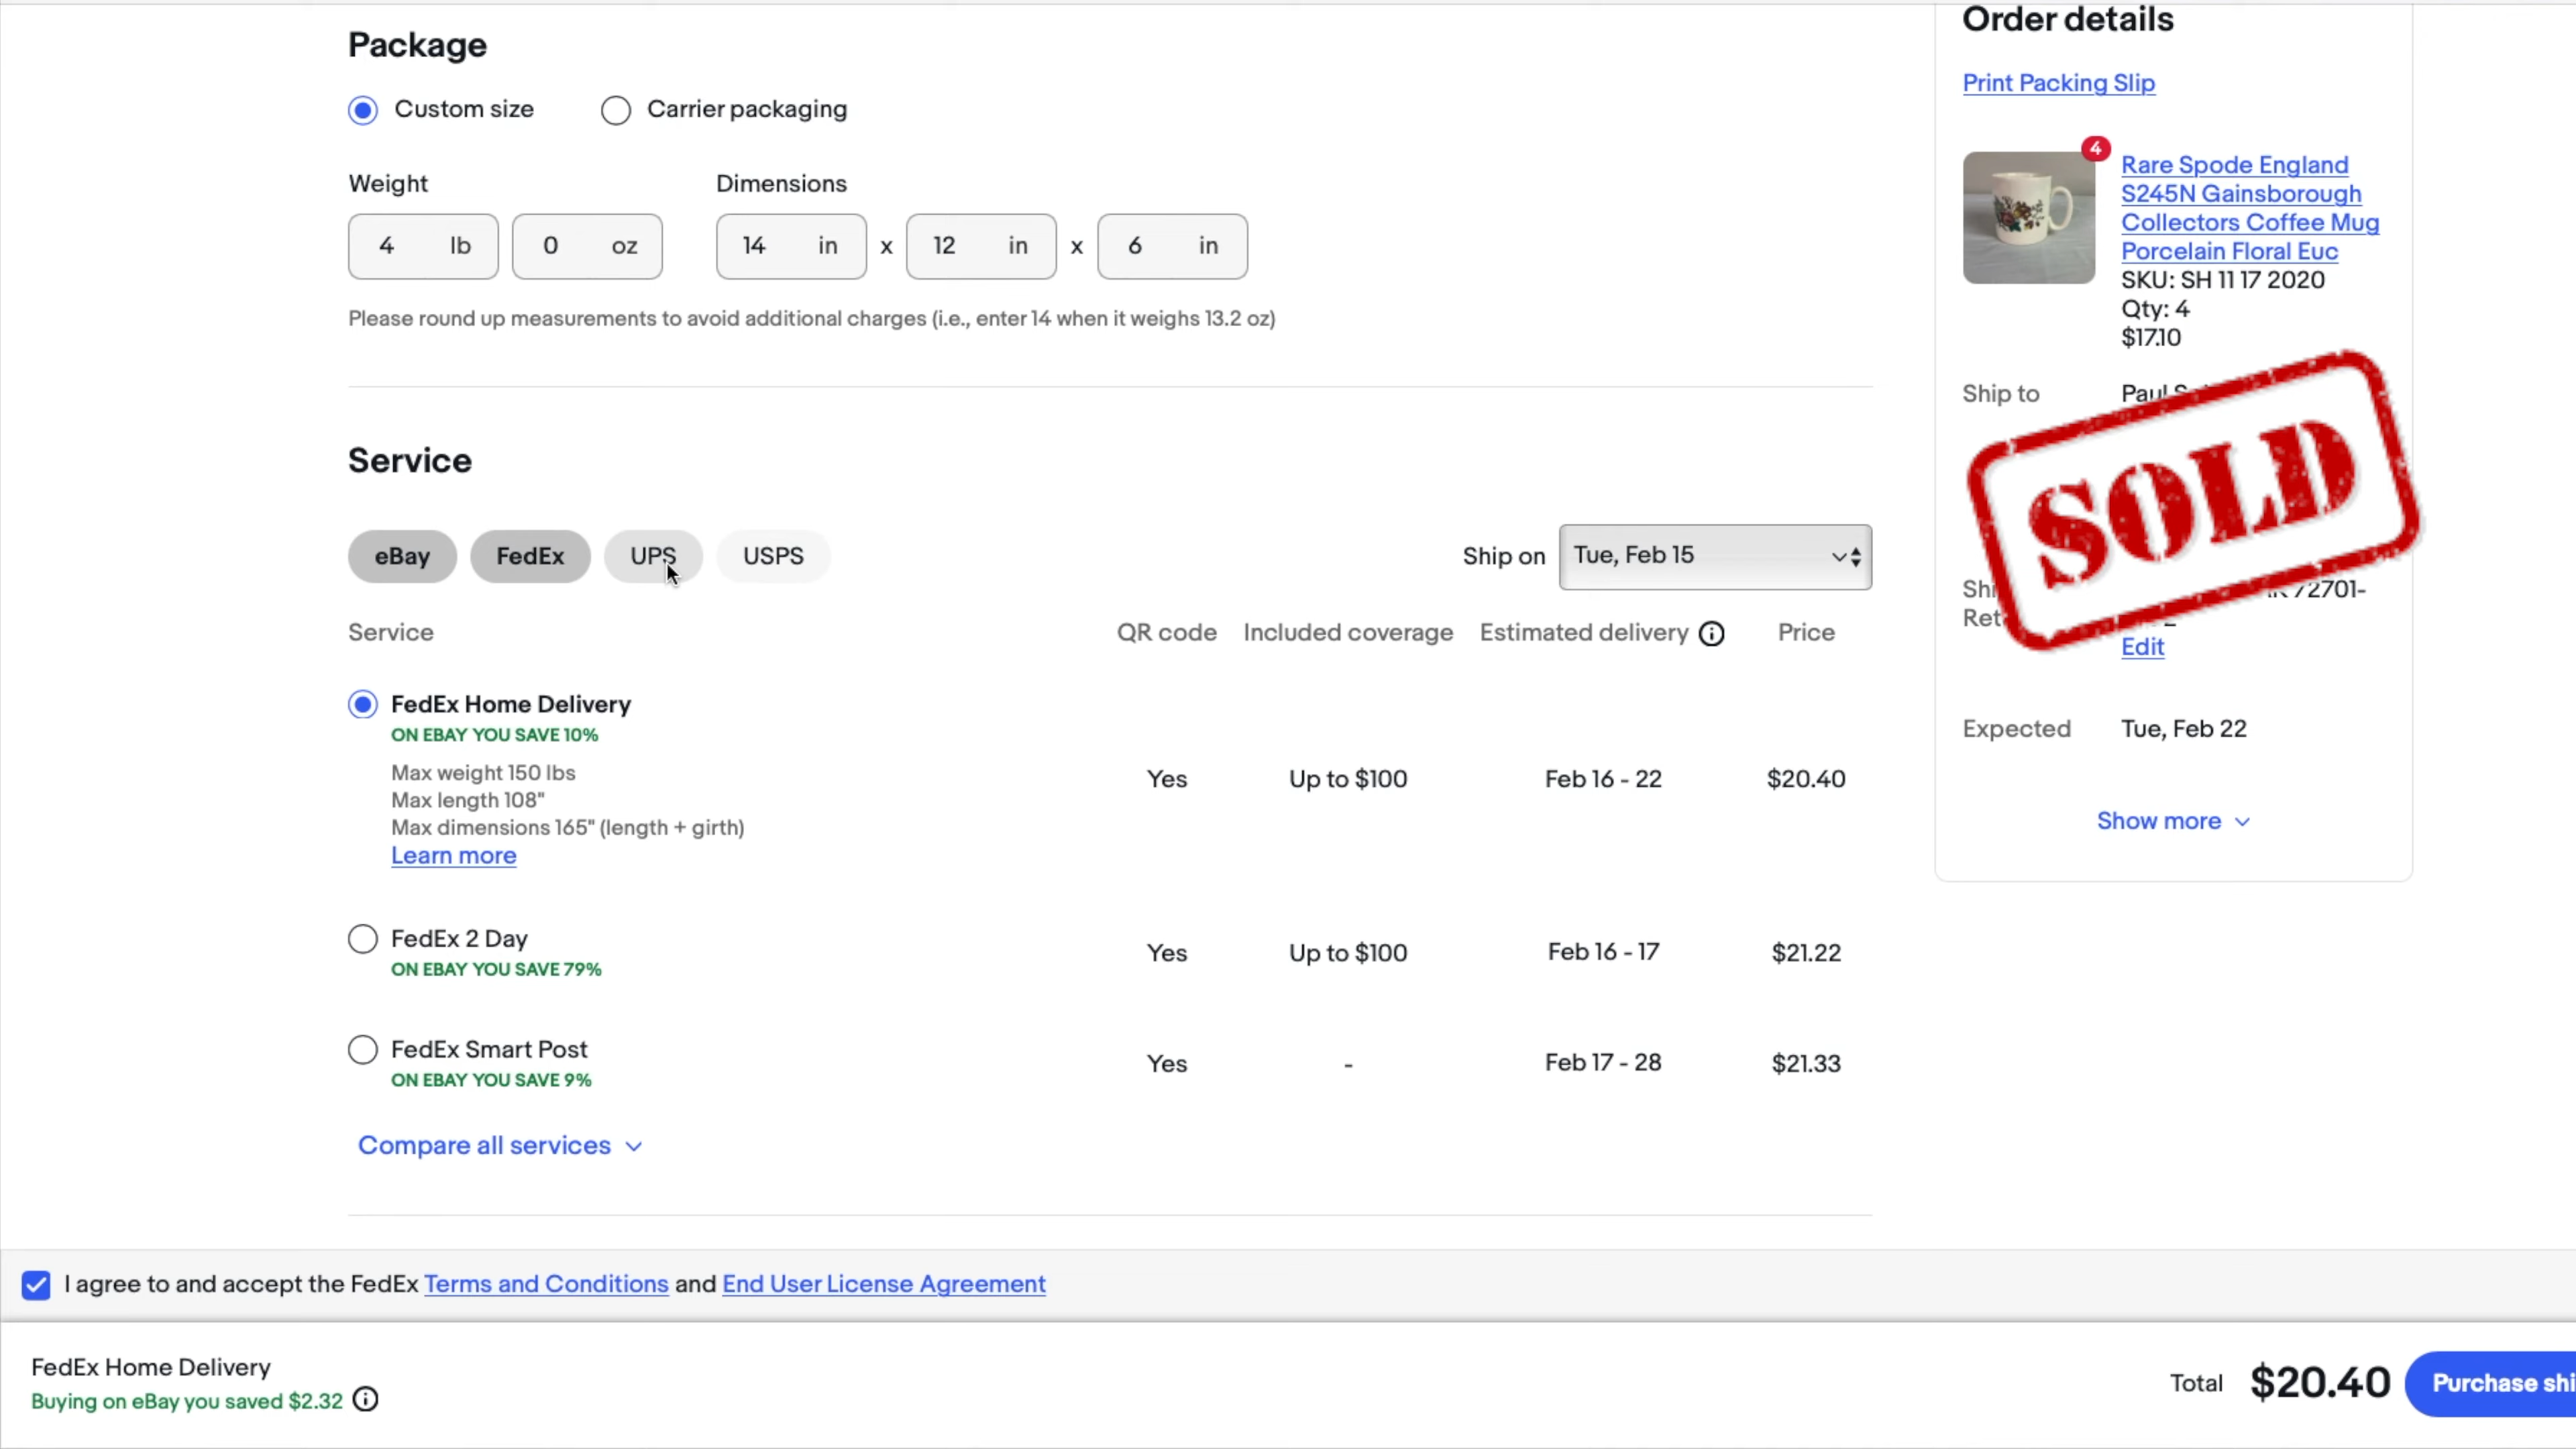 Package
Custom size
Carrier packaging
Weight
Dimensions
4 lb
0 oz
14 in x 12 in x 6 in
Please round up measurements to avoid additional charges (i.e., enter 14 when it weighs 13.2 oz)
Service
eBay
FedEx
UPS
USPS
Ship on
Tue, Feb 15
Service
QR code
Included coverage
Estimated delivery
Price
FedEx Home Delivery
ON EBAY YOU SAVE 10%
Max weight 150 lbs
Max length 108"
Max dimensions 165" (length + girth)
Learn more
Yes
Up to $100
Feb 16 - 22
$20.40
FedEx 2 Day
ON EBAY YOU SAVE 79%
Yes
Up to $100
Feb 16 - 17
$21.22
FedEx Smart Post
ON EBAY YOU SAVE 9%
Yes
-
Feb 17 - 28
$21.33
Compare all services
Order details
Print Packing Slip
4
Rare Spode England
S245N Gainsborough
Collectors Coffee Mug
Porcelain Floral Euc
SKU: SH 11 17 2020
Qty: 4
$17.10
Ship to
Paul
SOLD
72701-
Edit
Expected
Tue, Feb 22
Show more
I agree to and accept the FedEx Terms and Conditions and End User License Agreement
FedEx Home Delivery
Buying on eBay you saved $2.32
Total
$20.40
Purchase shi